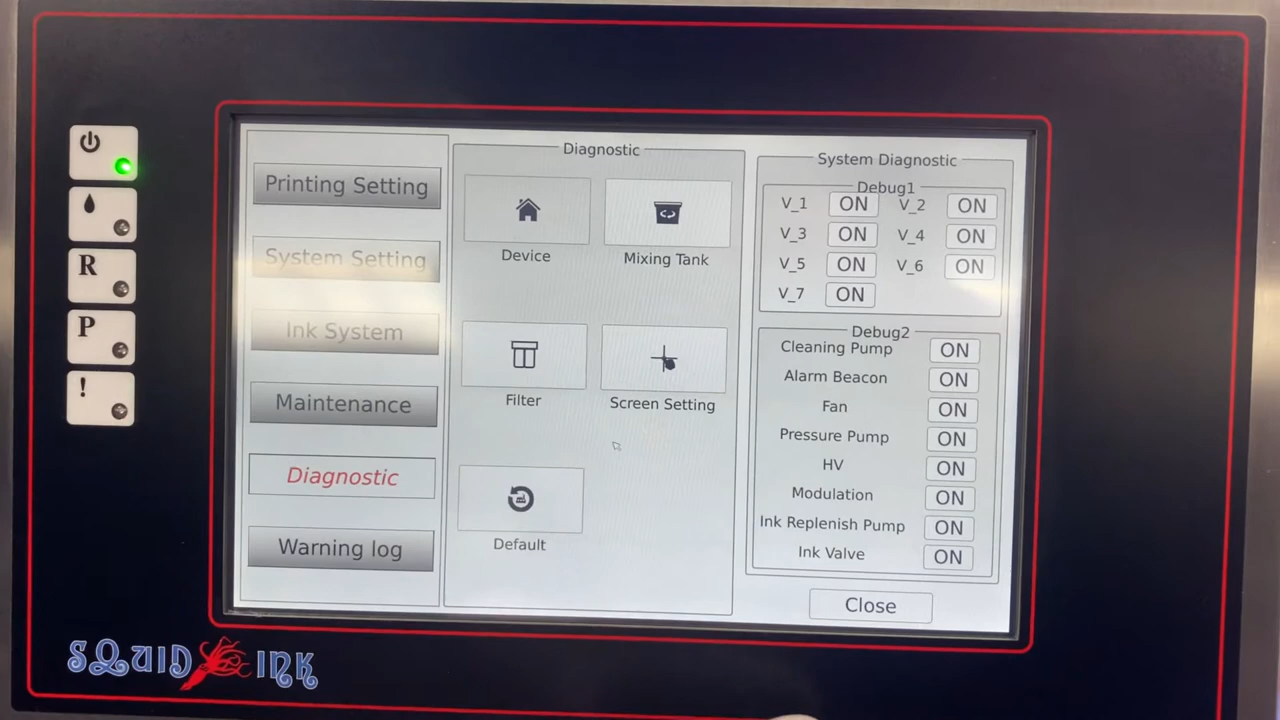 R
P
!
Printing Setting
System Setting
Ink System
Maintenance
Diagnostic
Warning log
Diagnostic
Device
Mixing Tank
Filter
Screen Setting
Default
System Diagnostic
Debug1
V_1 ON V_2 ON
V_3 ON V_4 ON
V_5 ON V_6 ON
V_7 ON
Debug2
Cleaning Pump ON
Alarm Beacon ON
Fan ON
Pressure Pump ON
HV ON
Modulation ON
Ink Replenish Pump ON
Ink Valve ON
Close
SQUID INK